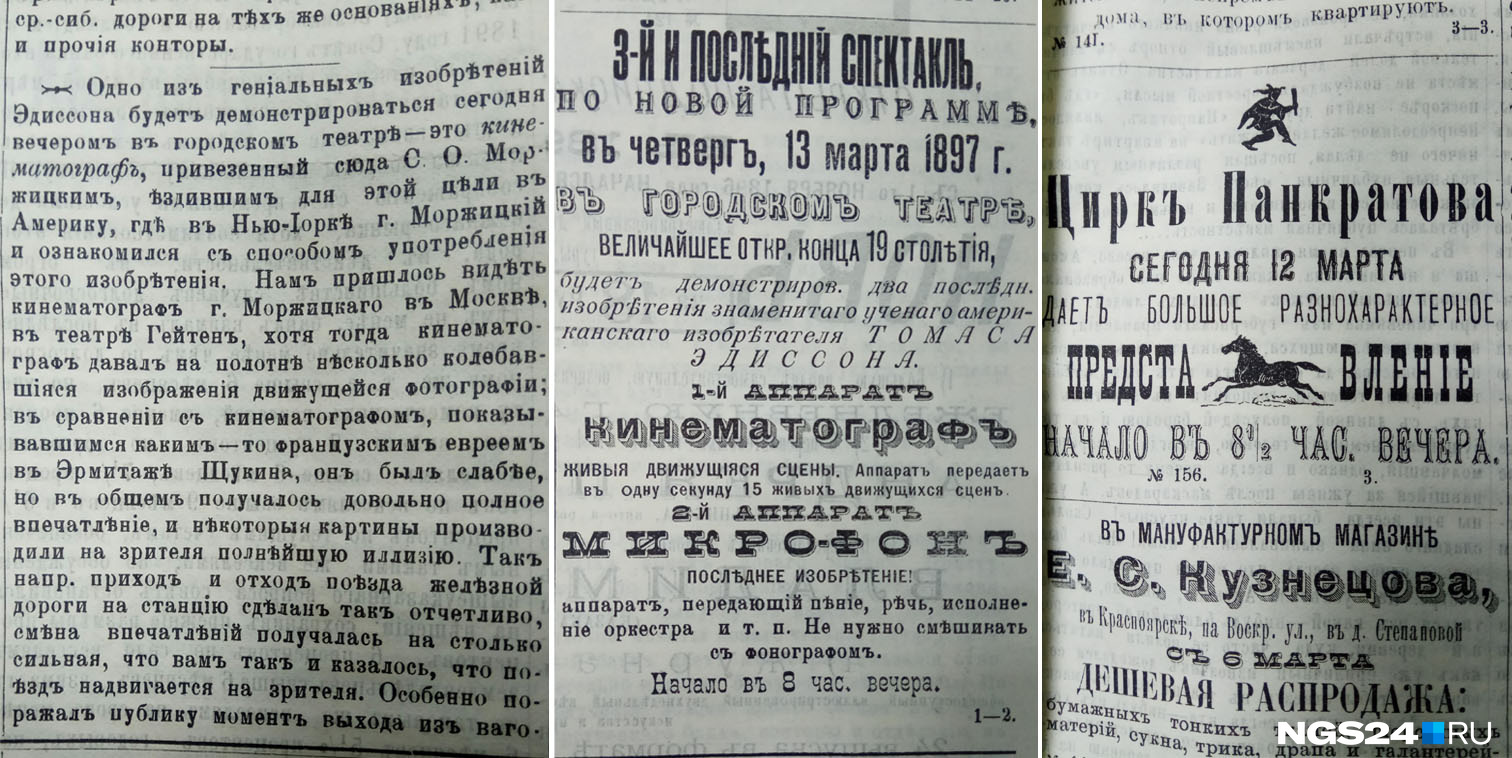 ср.-сиб. дороги на тѣхъ же основаніяхъ,
и прочія конторы.
Одно изъ геніальныхъ изобрѣтеній
Эдиссона будетъ демонстрироваться сегодня
вечеромъ въ городскомъ театрѣ—это кине-
матографъ, привезенный сюда С. О. Мор-
жицкимъ, ѣздившимъ для этой цѣли въ
Америку, гдѣ въ Нью-Іоркѣ г. Моржицкій
и ознакомился съ способомъ употребленія
этого изобрѣтенія. Намъ пришлось видѣть
кинематографъ г. Моржицкаго въ Москвѣ,
въ театрѣ Гейтенъ, хотя тогда кинемато-
графъ давалъ на полотнѣ нѣсколько колебав-
шіяся изображенія движущейся фотографіи;
въ сравненіи съ кинематографомъ, показы-
вавшимся какимъ—то французскимъ евреемъ
въ Эрмитажѣ Щукина, онъ былъ слабѣе,
но въ общемъ получалось довольно полное
впечатлѣніе, и нѣкоторыя картины произво-
дили на зрителя полнѣйшую иллизію. Такъ
напр. приходъ и отходъ поѣзда желѣзной
дороги на станцію сдѣланъ такъ отчетливо,
смѣна впечатлѣній получалась на столько
сильная, что вамъ такъ и казалось, что по-
ѣздъ надвигается на зрителя. Особенно по-
ражалъ публику моментъ выхода изъ ваго-
3-Й И ПОСЛѢДНІЙ СПЕКТАКЛЬ,
ПО НОВОЙ ПРОГРАММѢ,
въ четвергъ, 13 марта 1897 г.
ВЪ ГОРОДСКОМЪ ТЕАТРѢ,
ВЕЛИЧАЙШЕЕ ОТКР. КОНЦА 19 СТОЛѢТІЯ,
будетъ демонстриров. два послѣдн.
изобрѣтенія знаменитаго ученаго амери-
канскаго изобрѣтателя ТОМАСА
ЭДИССОНА.
1-й АППАРАТЪ
Кинематографъ
ЖИВЫЯ ДВИЖУЩІЯСЯ СЦЕНЫ. Аппаратъ передаетъ
въ одну секунду 15 живыхъ движущихся сценъ.
2-й АППАРАТЪ
МИКРО-ФОНЪ
ПОСЛѢДНЕЕ ИЗОБРѢТЕНІЕ!
аппаратъ, передающій пѣніе, рѣчь, исполне-
ніе оркестра и т. п. Не нужно смѣшивать
съ фонографомъ.
Начало въ 8 час. вечера.
1—2.
дома, въ которомъ квартируютъ.
№ 141. 3—3.
Циркъ Панкратова
СЕГОДНЯ 12 МАРТА
ДАЕТЪ БОЛЬШОЕ РАЗНОХАРАКТЕРНОЕ
ПРЕДСТАВЛЕНІЕ
НАЧАЛО ВЪ 8 1/2 ЧАС. ВЕЧЕРА.
№ 156. 3.
ВЪ МАНУФАКТУРНОМЪ МАГАЗИНѢ
Е. С. Кузнецова,
въ Красноярскѣ, на Воскр. ул., въ д. Степановой
СЪ 6 МАРТА
ДЕШЕВАЯ РАСПРОДАЖА:
бумажныхъ тонкихъ
матерій, сукна, трика, драпа и галантерей-
NGS24.RU